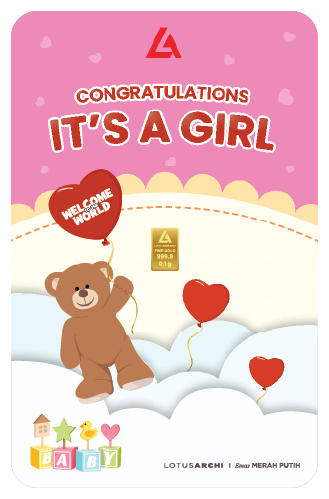 CONGRATULATIONS
IT'S A GIRL
WELCOME
TO THE
WORLD
FINE GOLD
999.9
0.1 g
BABY
LOTUSARCHI | Emas MERAH PUTIH